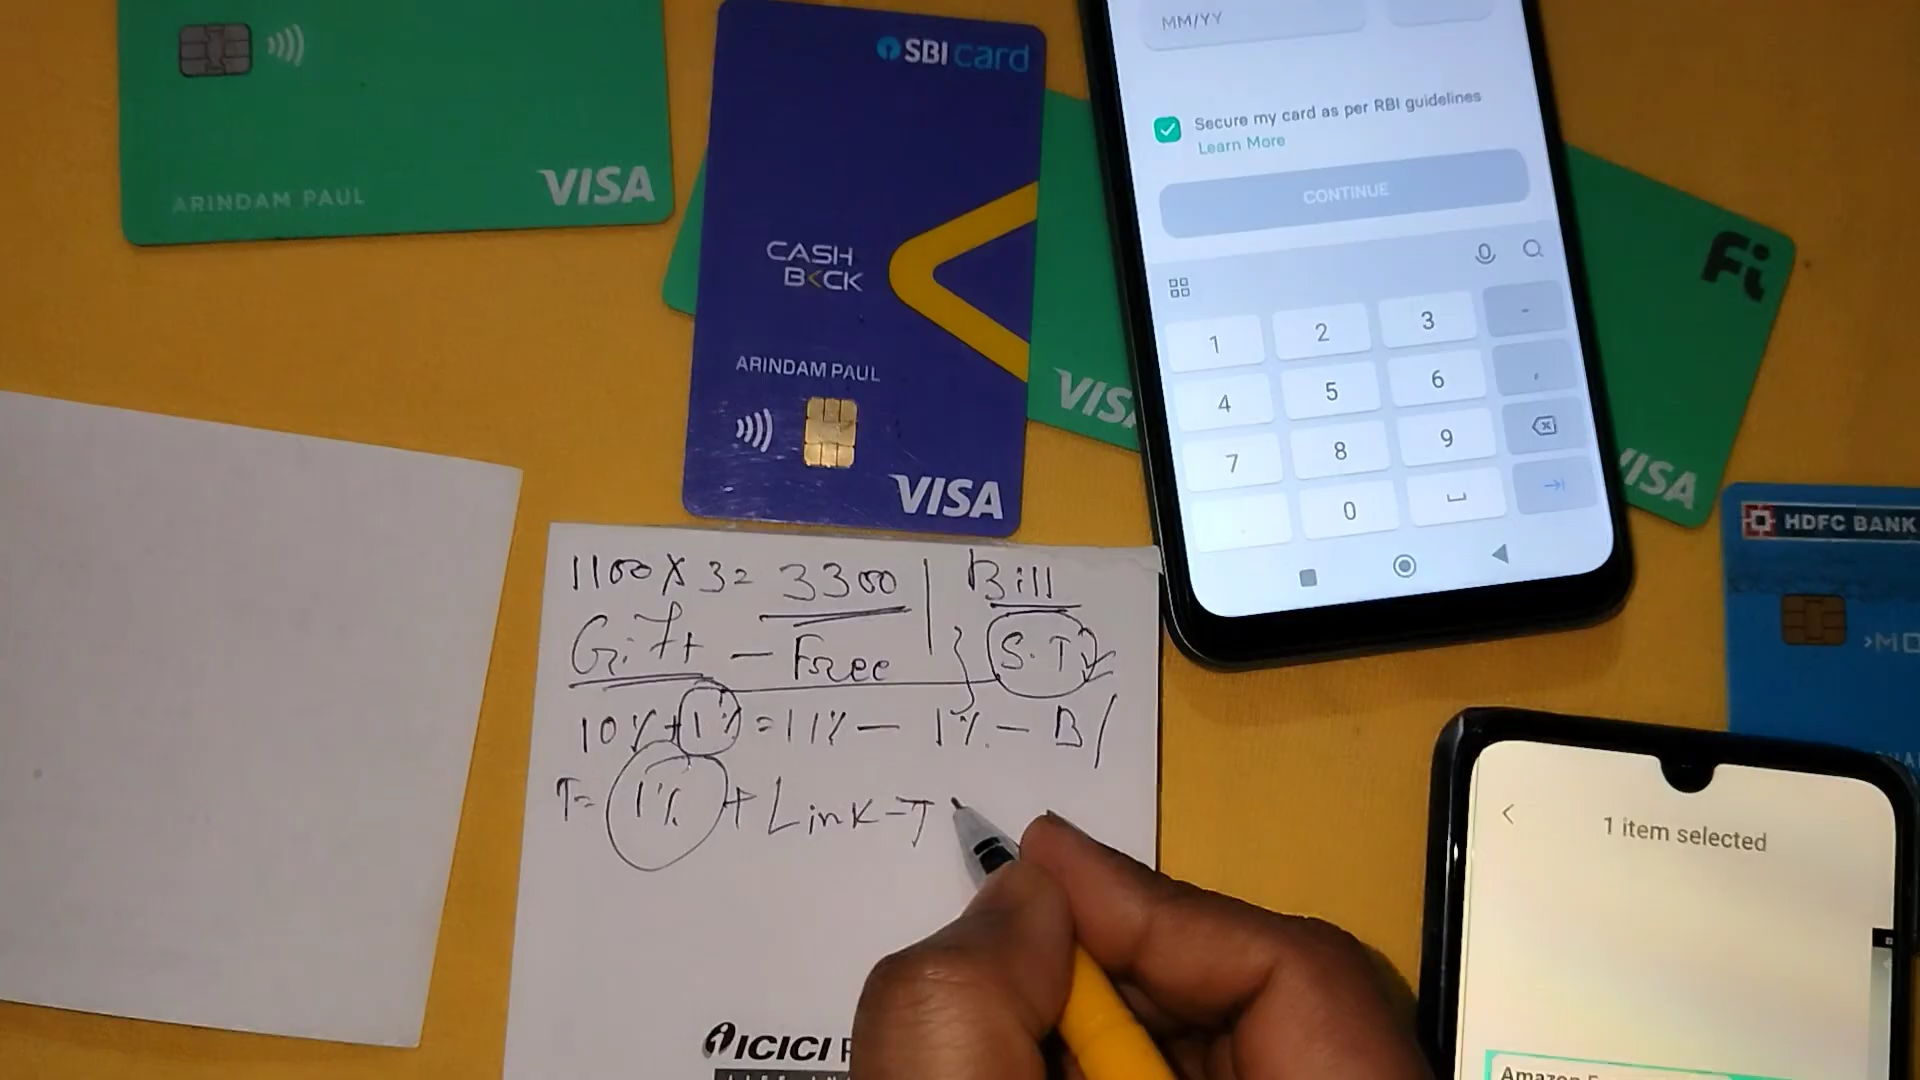 ARINDAM PAUL
VISA
SBI card
CASH
BACK
ARINDAM PAUL
VISA
VISA
MM/YY
Secure my card as per RBI guidelines
Learn More
CONTINUE
1 2 3 -
4 5 6 ,
7 8 9
0
Fi
VISA
HDFC BANK
1100 X 3 = 3300 | Bill
Gift - Free } S.T
10% + 1% = 11% - 1% - B/
T= 1% + Link - T
ICICI
1 item selected
Amazon